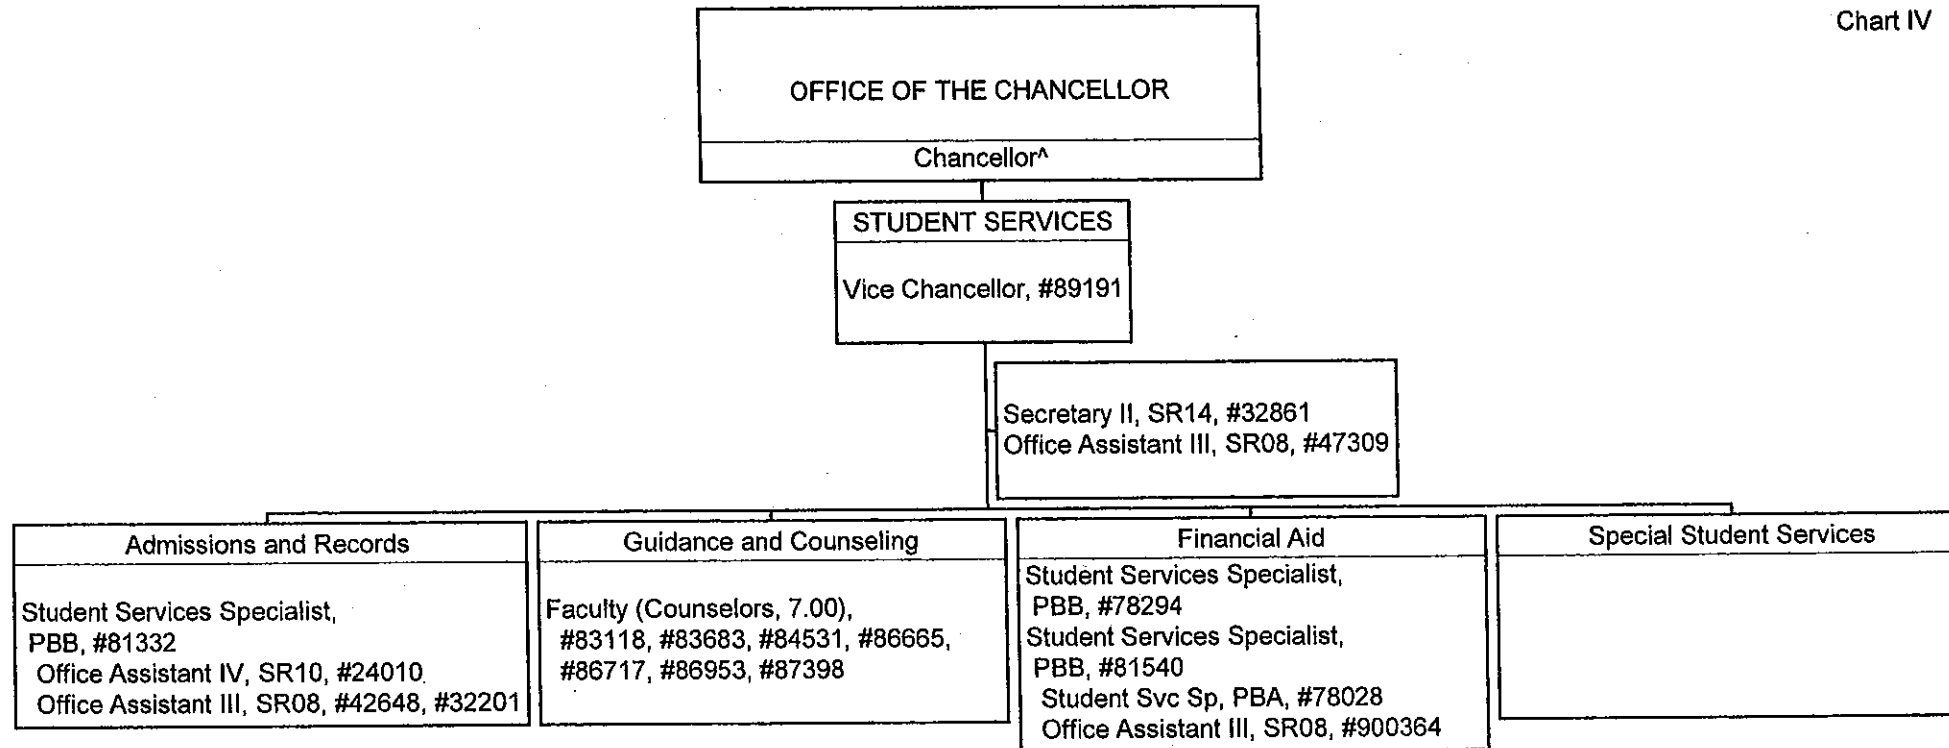 Chart IV
OFFICE OF THE CHANCELLOR
Chancellor^
STUDENT SERVICES
Vice Chancellor, #89191
Secretary II, SR14, #32861
Office Assistant III, SR08, #47309
Admissions and Records
Student Services Specialist,
PBB, #81332
Office Assistant IV, SR10, #24010
Office Assistant III, SR08, #42648, #32201
Guidance and Counseling
Faculty (Counselors, 7.00),
#83118, #83683, #84531, #86665,
#86717, #86953, #87398
Financial Aid
Student Services Specialist,
PBB, #78294
Student Services Specialist,
PBB, #81540
Student Svc Sp, PBA, #78028
Office Assistant III, SR08, #900364
Special Student Services